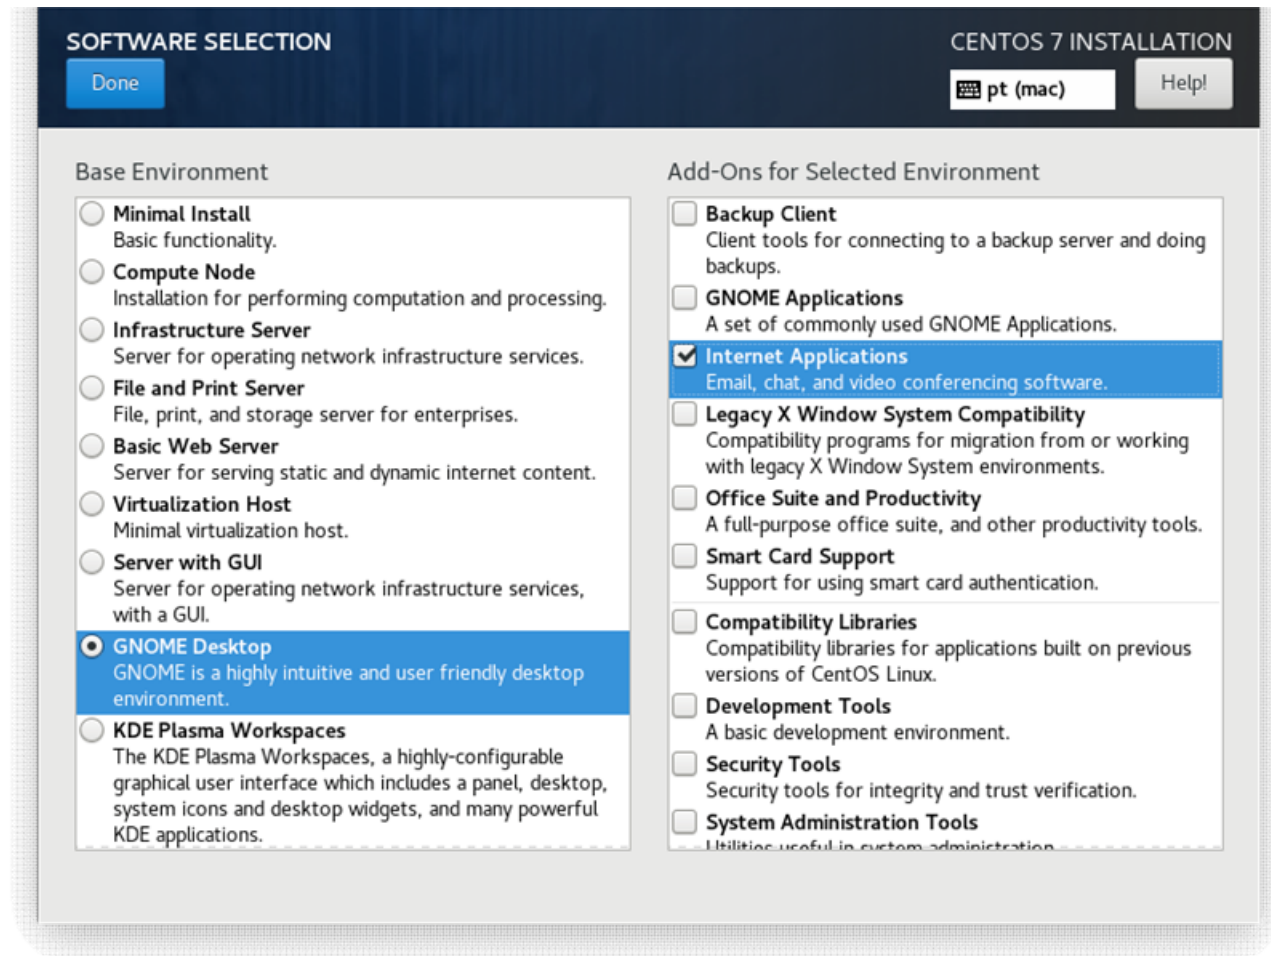 SOFTWARE SELECTION
CENTOS 7 INSTALLATION
Done
pt (mac)
Help!
Base Environment
Minimal Install
Basic functionality.
Compute Node
Installation for performing computation and processing.
Infrastructure Server
Server for operating network infrastructure services.
File and Print Server
File, print, and storage server for enterprises.
Basic Web Server
Server for serving static and dynamic internet content.
Virtualization Host
Minimal virtualization host.
Server with GUI
Server for operating network infrastructure services,
with a GUI.
GNOME Desktop
GNOME is a highly intuitive and user friendly desktop
environment.
KDE Plasma Workspaces
The KDE Plasma Workspaces, a highly-configurable
graphical user interface which includes a panel, desktop,
system icons and desktop widgets, and many powerful
KDE applications.
Add-Ons for Selected Environment
Backup Client
Client tools for connecting to a backup server and doing
backups.
GNOME Applications
A set of commonly used GNOME Applications.
Internet Applications
Email, chat, and video conferencing software.
Legacy X Window System Compatibility
Compatibility programs for migration from or working
with legacy X Window System environments.
Office Suite and Productivity
A full-purpose office suite, and other productivity tools.
Smart Card Support
Support for using smart card authentication.
Compatibility Libraries
Compatibility libraries for applications built on previous
versions of CentOS Linux.
Development Tools
A basic development environment.
Security Tools
Security tools for integrity and trust verification.
System Administration Tools
Utilities useful in system administration